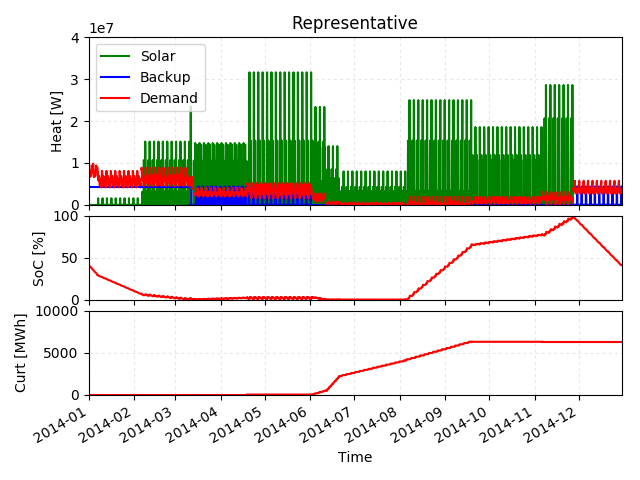 Representative
1e7
4
3
2
1
0
Heat [W]
Solar
Backup
Demand
100
50
0
SoC [%]
10000
5000
0
Curt [MWh]
2014-01 2014-02 2014-03 2014-04 2014-05 2014-06 2014-07 2014-08 2014-09 2014-10 2014-11 2014-12
Time